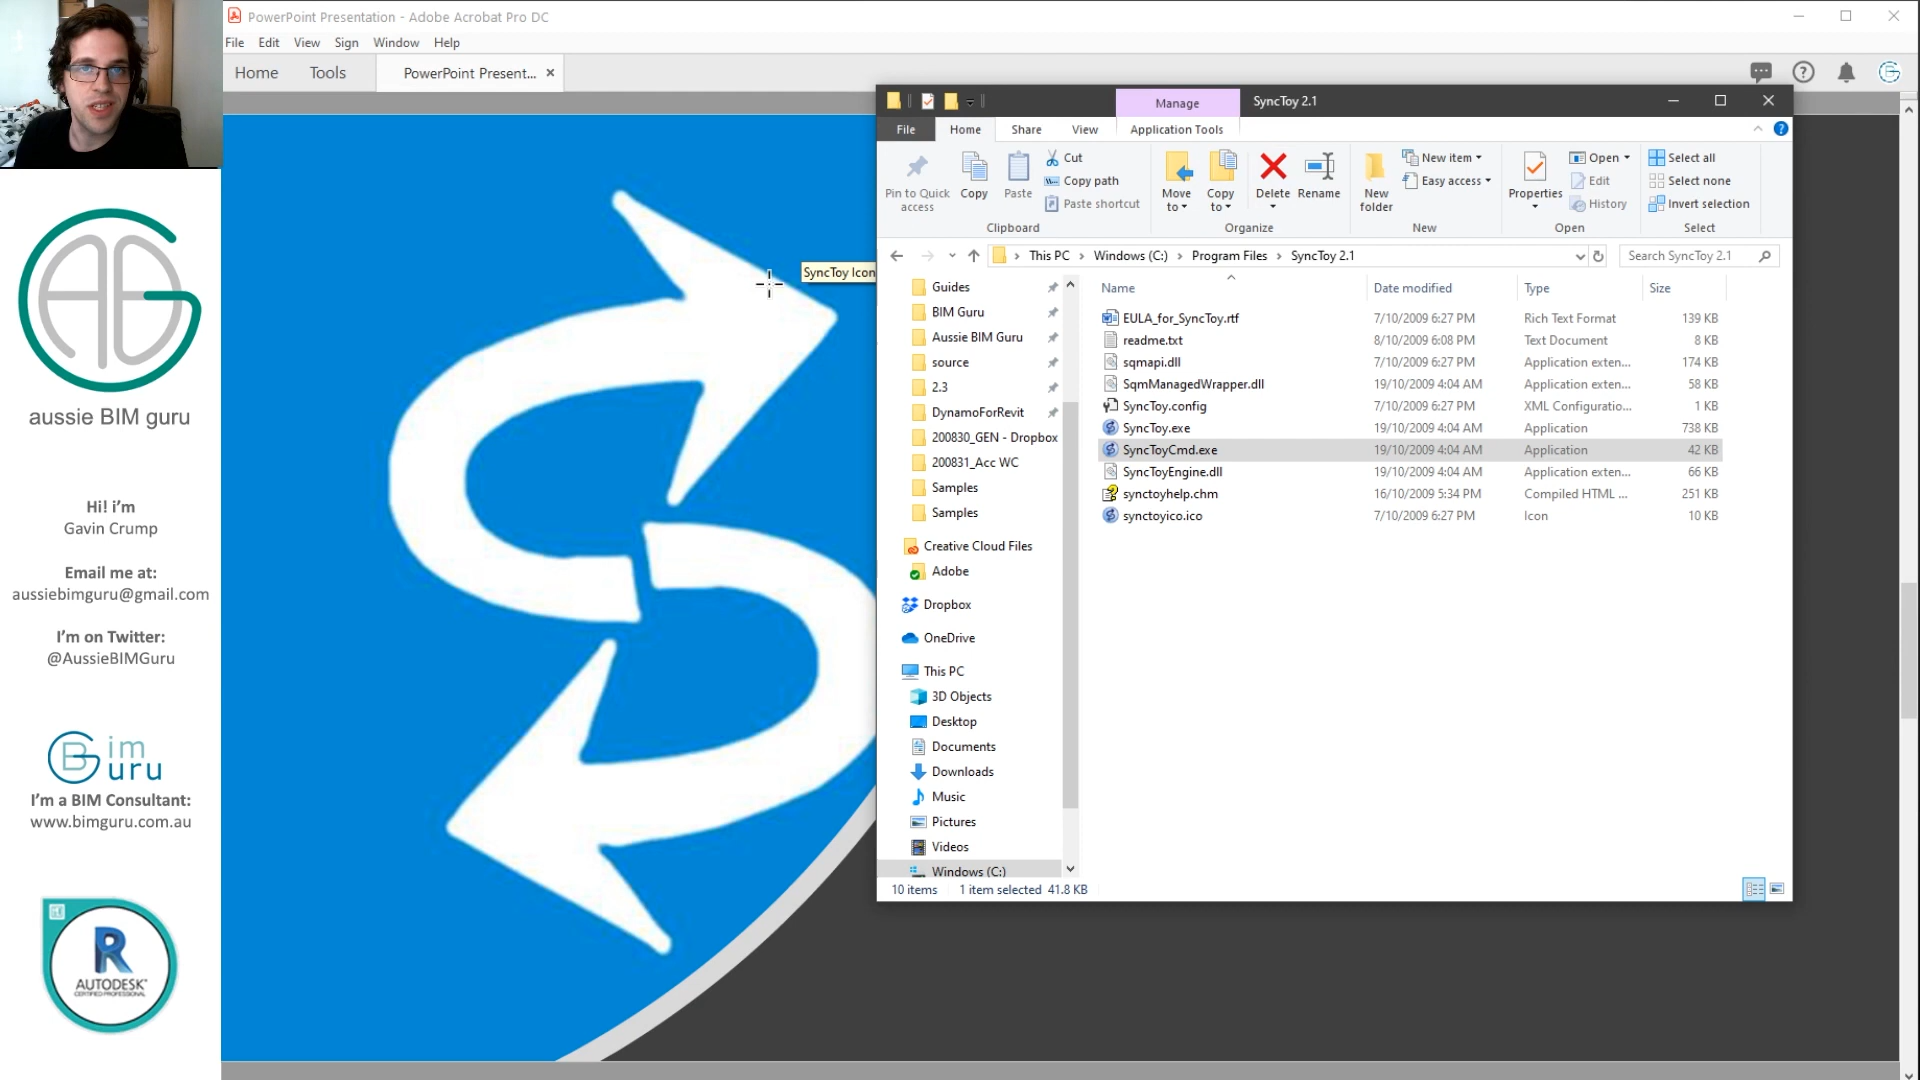 PowerPoint Presentation - Adobe Acrobat Pro DC
File Edit View Sign Window Help
Home Tools PowerPoint Present... ×
aussie BIM guru
Hi! i'm
Gavin Crump
Email me at:
aussiebimguru@gmail.com
I'm on Twitter:
@AussieBIMGuru
B im
uru
I'm a BIM Consultant:
www.bimguru.com.au
R
AUTODESK
CERTIFIED PROFESSIONAL
SyncToy Icon
Manage SyncToy 2.1
File Home Share View Application Tools
Pin to Quick access
Copy
Paste
Cut
Copy path
Paste shortcut
Clipboard
Move to
Copy to
Delete
Rename
Organize
New folder
New item
Easy access
New
Properties
Open
Edit
History
Open
Select all
Select none
Invert selection
Select
This PC › Windows (C:) › Program Files › SyncToy 2.1
Search SyncToy 2.1
Guides
BIM Guru
Aussie BIM Guru
source
2.3
DynamoForRevit
200830_GEN - Dropbox
200831_Acc WC
Samples
Samples
Creative Cloud Files
Adobe
Dropbox
OneDrive
This PC
3D Objects
Desktop
Documents
Downloads
Music
Pictures
Videos
Windows (C:)
Name Date modified Type Size
EULA_for_SyncToy.rtf 7/10/2009 6:27 PM Rich Text Format 139 KB
readme.txt 8/10/2009 6:08 PM Text Document 8 KB
sqmapi.dll 7/10/2009 6:27 PM Application exten... 174 KB
SqmManagedWrapper.dll 19/10/2009 4:04 AM Application exten... 58 KB
SyncToy.config 7/10/2009 6:27 PM XML Configuratio... 1 KB
SyncToy.exe 19/10/2009 4:04 AM Application 738 KB
SyncToyCmd.exe 19/10/2009 4:04 AM Application 42 KB
SyncToyEngine.dll 19/10/2009 4:04 AM Application exten... 66 KB
synctoyhelp.chm 16/10/2009 5:34 PM Compiled HTML ... 251 KB
synctoyico.ico 7/10/2009 6:27 PM Icon 10 KB
10 items 1 item selected 41.8 KB